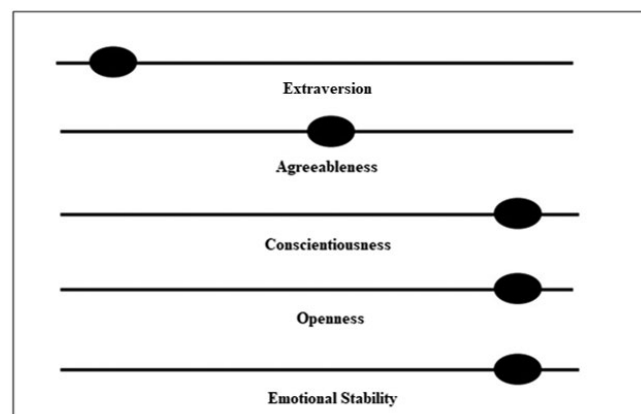 Extraversion
Agreeableness
Conscientiousness
Openness
Emotional Stability